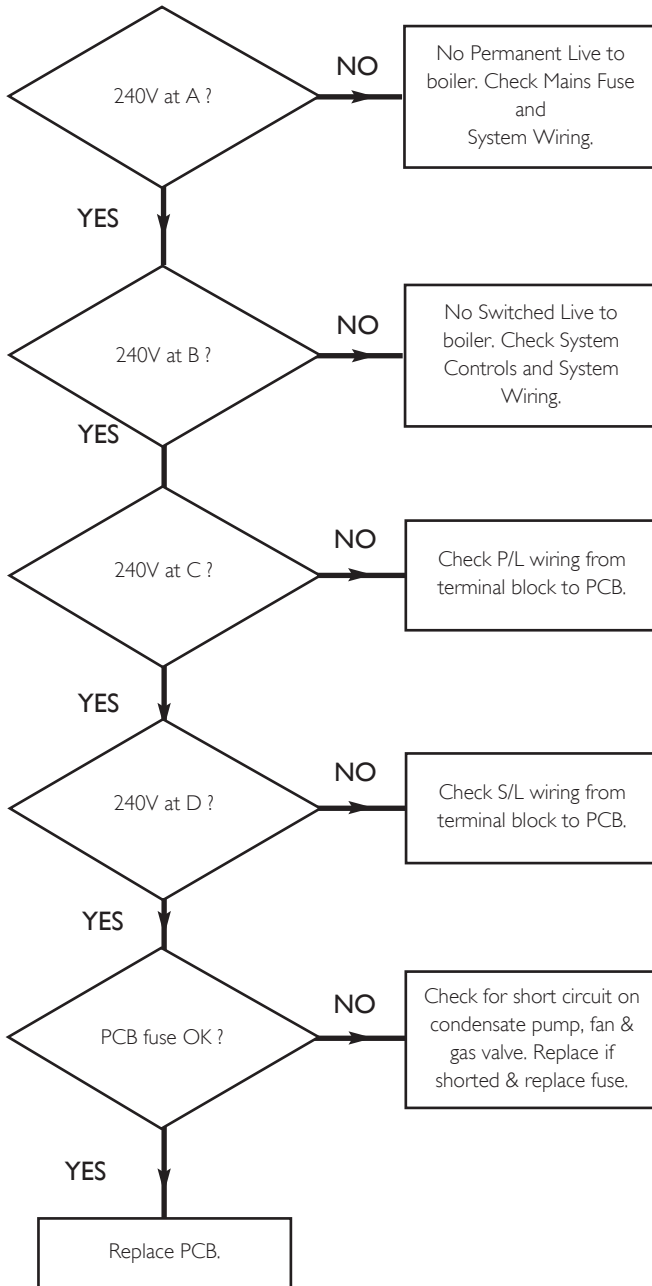 240V at A ?
NO
No Permanent Live to
boiler. Check Mains Fuse
and
System Wiring.
YES
240V at B ?
NO
No Switched Live to
boiler. Check System
Controls and System
Wiring.
YES
240V at C ?
NO
Check P/L wiring from
terminal block to PCB.
YES
240V at D ?
NO
Check S/L wiring from
terminal block to PCB.
YES
PCB fuse OK ?
NO
Check for short circuit on
condensate pump, fan &
gas valve. Replace if
shorted & replace fuse.
YES
Replace PCB.